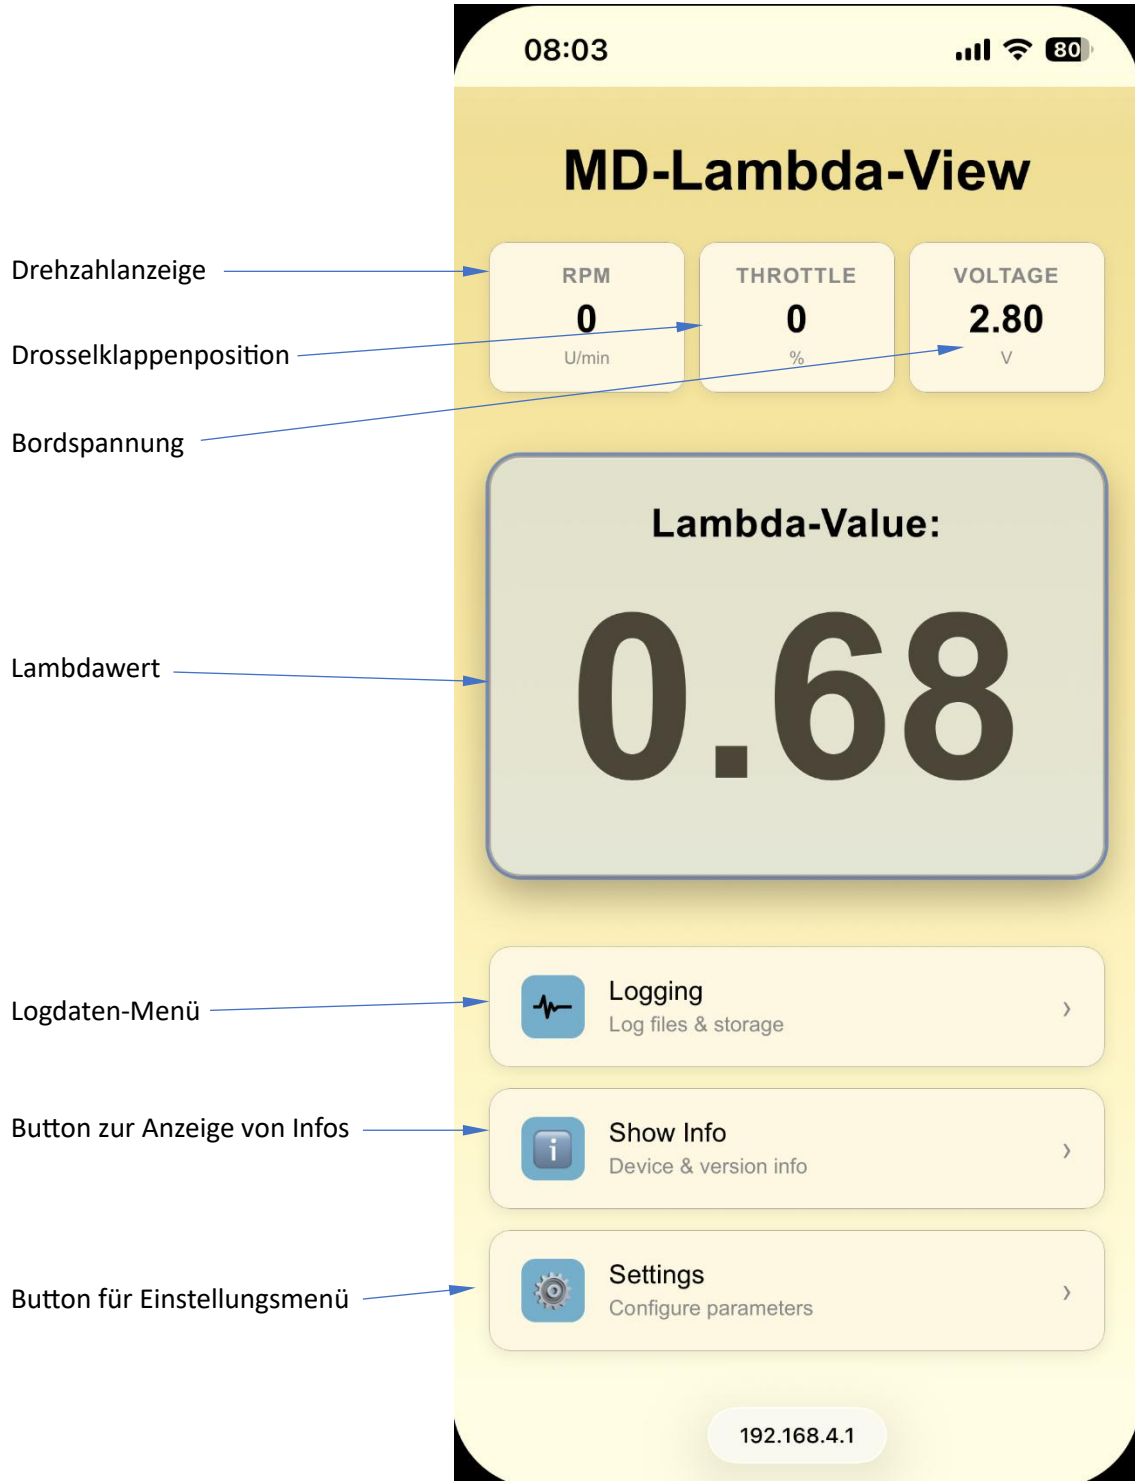 08:03
80
MD-Lambda-View
Drehzahlanzeige
RPM
0
U/min
THROTTLE
0
%
VOLTAGE
2.80
V
Drosselklappenposition
Bordspannung
Lambda-Value:
0.68
Lambdawert
Logdaten-Menü
Logging
Log files & storage
›
Button zur Anzeige von Infos
i
Show Info
Device & version info
›
Button für Einstellungsmenü
Settings
Configure parameters
›
192.168.4.1